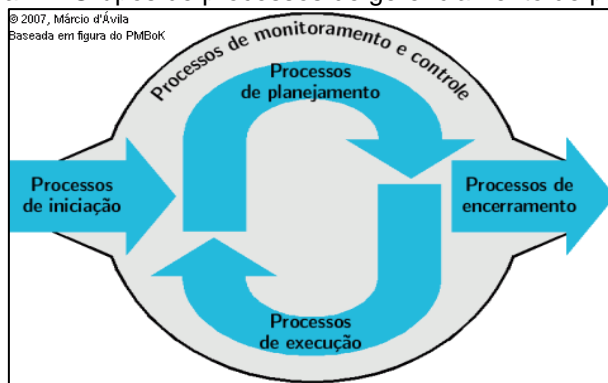 © 2007, Márcio d'Ávila
Baseada em figura do PMBoK
Processos de monitoramento e controle
Processos
de planejamento
Processos
de iniciação
Processos de
encerramento
Processos
de execução